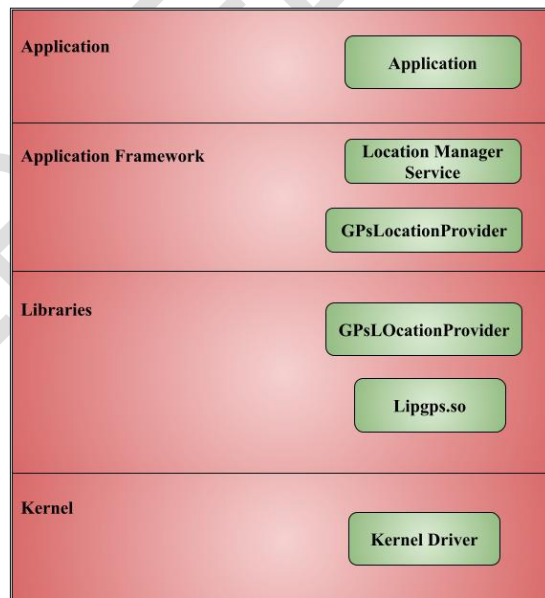 Application
Application
Application Framework
Location Manager
Service
GPsLocationProvider
Libraries
GPsLOcationProvider
Lipgps.so
Kernel
Kernel Driver